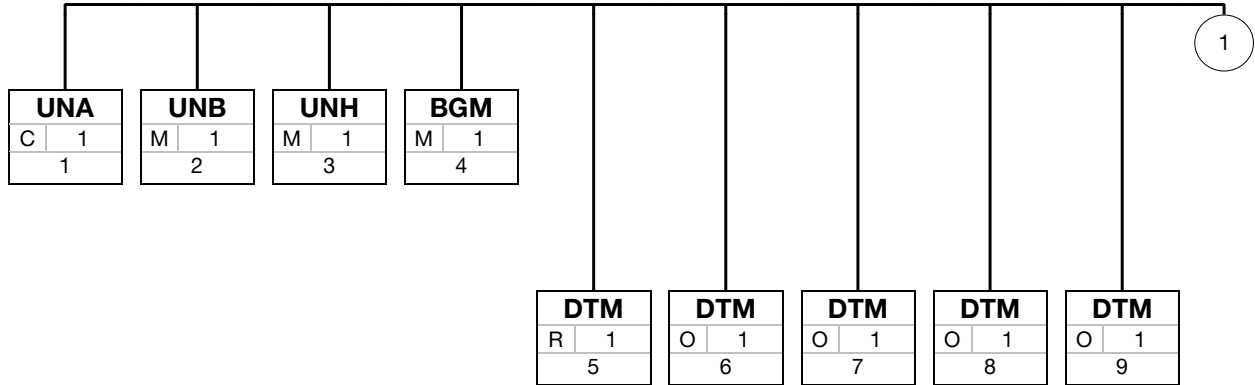 1
UNA UNB UNH BGM
C 1 M 1 M 1 M 1
1 2 3 4
DTM DTM DTM DTM DTM
R 1 O 1 O 1 O 1 O 1
5 6 7 8 9